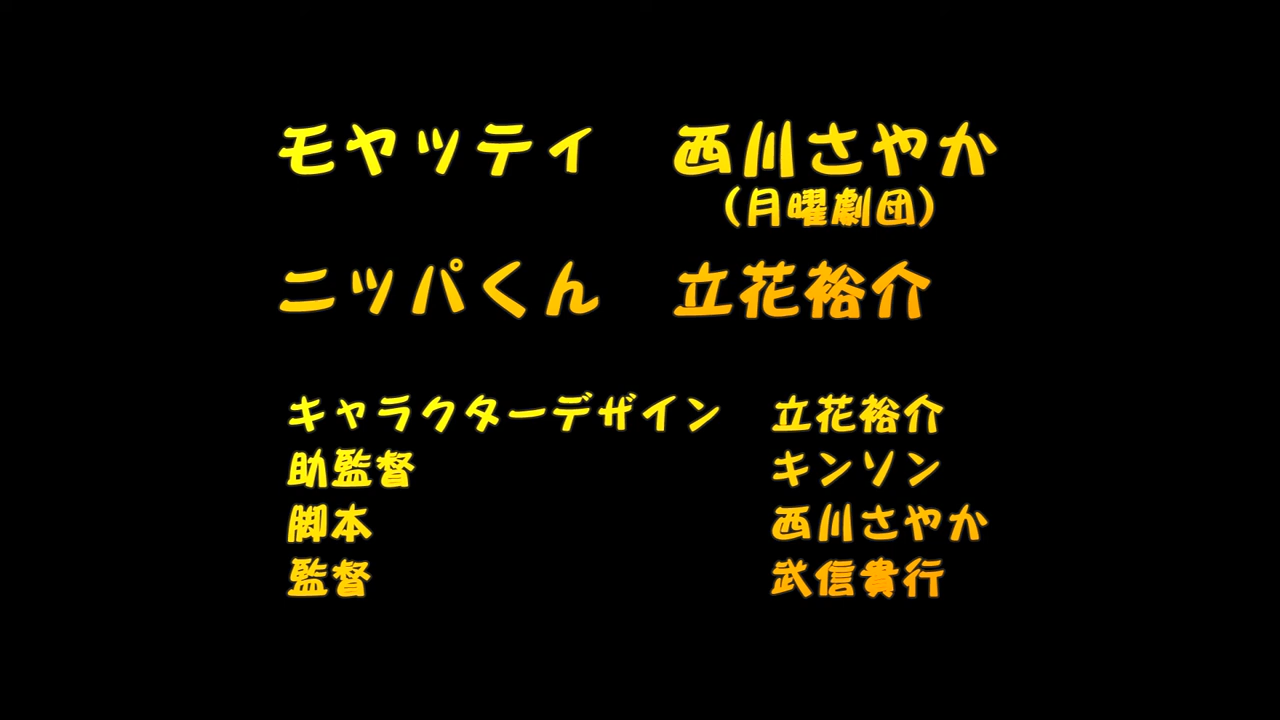 モヤッティ　西川さやか
（月曜劇団）
ニッパくん　立花裕介
キャラクターデザイン　立花裕介
助監督　キンソン
脚本　西川さやか
監督　武信貴行